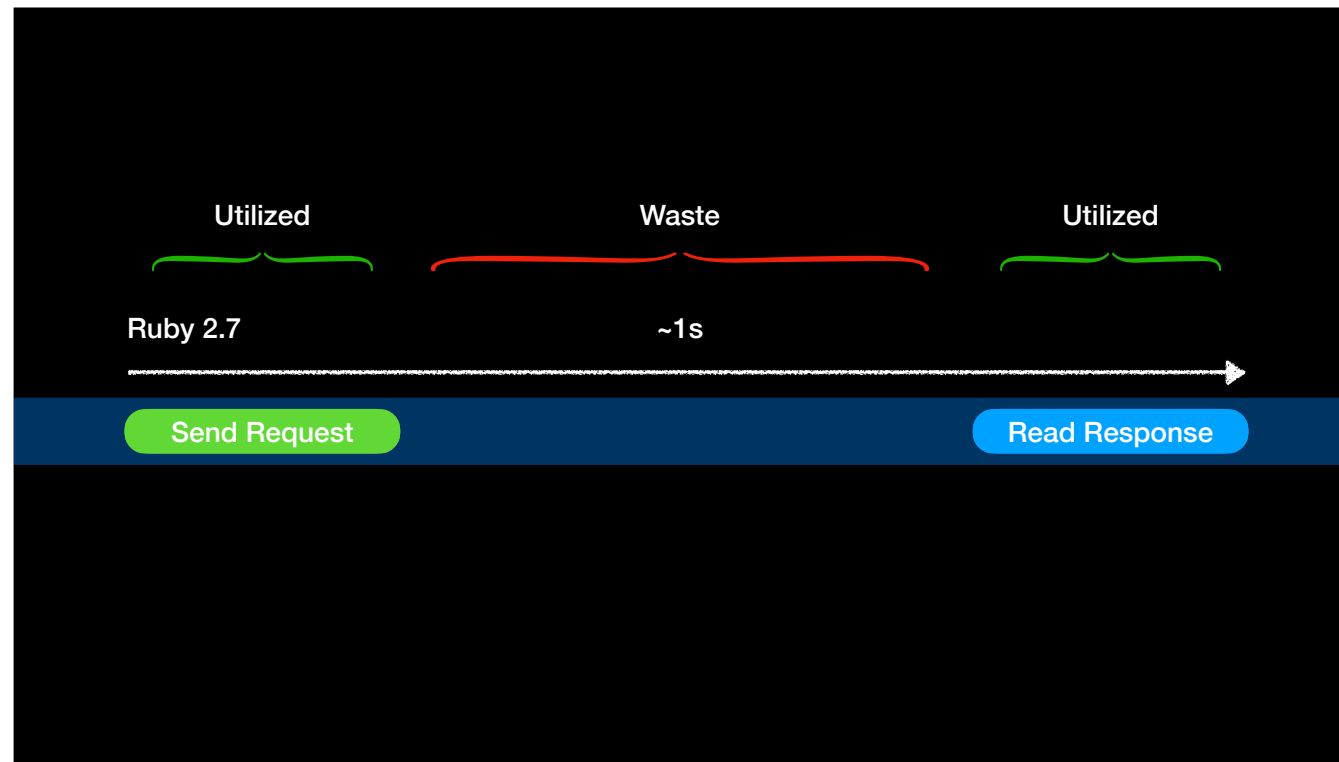 Utilized
Waste
Utilized
Ruby 2.7
~1s
Send Request
Read Response